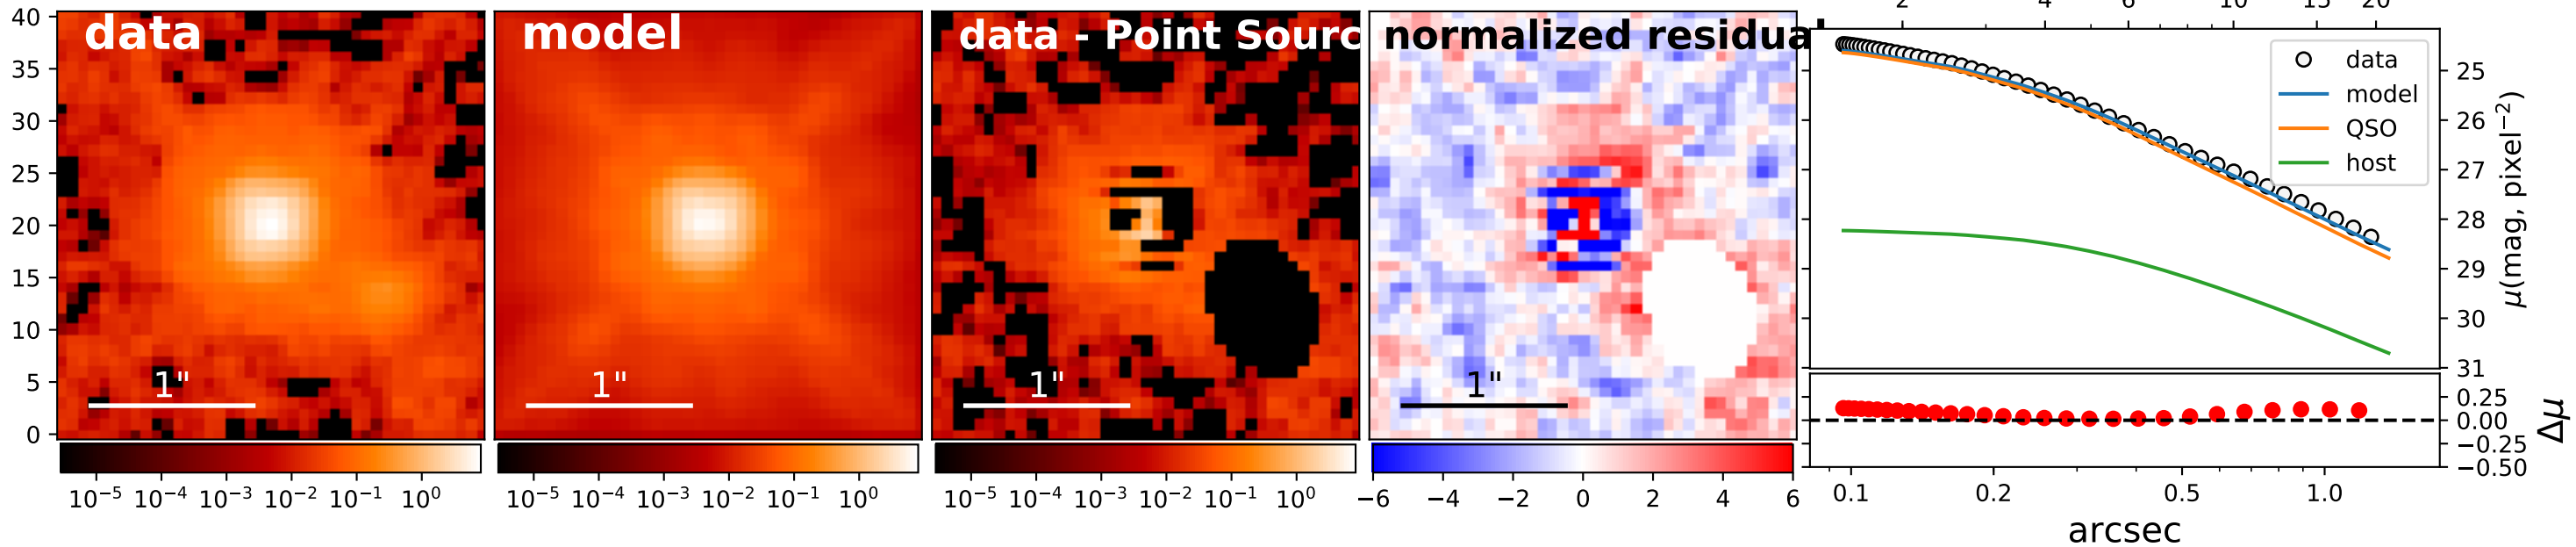 data
model
data - Point Sourc
normalized residual
40
35
30
25
20
15
10
5
0
1"
1"
1"
1"
10⁻⁵ 10⁻⁴ 10⁻³ 10⁻² 10⁻¹ 10⁰
10⁻⁵ 10⁻⁴ 10⁻³ 10⁻² 10⁻¹ 10⁰
10⁻⁵ 10⁻⁴ 10⁻³ 10⁻² 10⁻¹ 10⁰
−6 −4 −2 0 2 4 6
2 4 6 10 15 20
data
model
QSO
host
25
26
27
28
29
30
31
μ(mag, pixel⁻²)
0.25
0.00
−0.25
−0.50
Δμ
0.1 0.2 0.5 1.0
arcsec